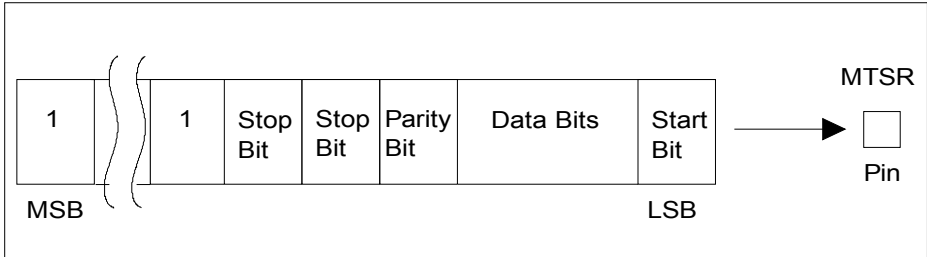 MTSR
1 1 Stop Bit Stop Bit Parity Bit Data Bits Start Bit
Pin
MSB LSB